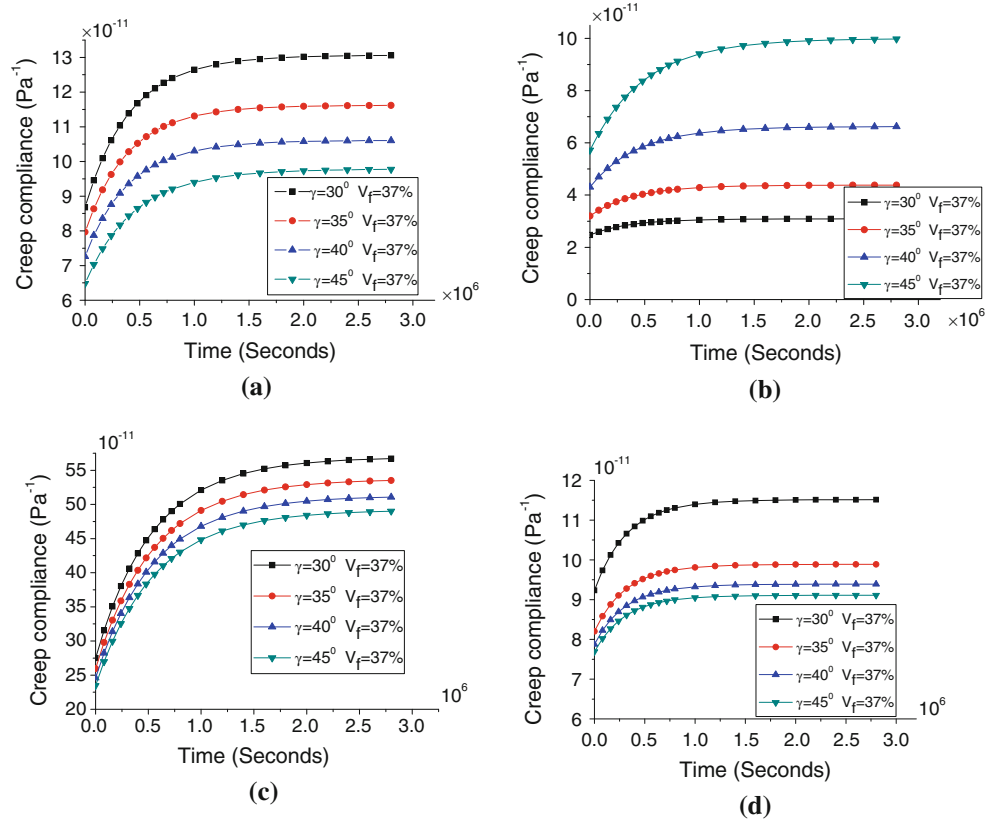 ×10⁻¹¹
Creep compliance (Pa⁻¹)
13
12
11
10
9
8
7
6
γ=30⁰ V_f=37%
γ=35⁰ V_f=37%
γ=40⁰ V_f=37%
γ=45⁰ V_f=37%
×10⁶
0.0 0.5 1.0 1.5 2.0 2.5 3.0
Time (Seconds)
(a)
×10⁻¹¹
Creep compliance (Pa⁻¹)
10
8
6
4
2
0
γ=30⁰ V_f=37%
γ=35⁰ V_f=37%
γ=40⁰ V_f=37%
γ=45⁰ V_f=37%
0.0 0.5 1.0 1.5 2.0 2.5 3.0
×10⁶
Time (Seconds)
(b)
10⁻¹¹
Creep compliance (Pa⁻¹)
55
50
45
40
35
30
25
20
γ=30⁰ V_f=37%
γ=35⁰ V_f=37%
γ=40⁰ V_f=37%
γ=45⁰ V_f=37%
10⁶
0.0 0.5 1.0 1.5 2.0 2.5 3.0
Time (Seconds)
(c)
10⁻¹¹
Creep compliance (Pa⁻¹)
12
11
10
9
8
7
6
γ=30⁰ V_f=37%
γ=35⁰ V_f=37%
γ=40⁰ V_f=37%
γ=45⁰ V_f=37%
10⁶
0.0 0.5 1.0 1.5 2.0 2.5 3.0
Time (Seconds)
(d)